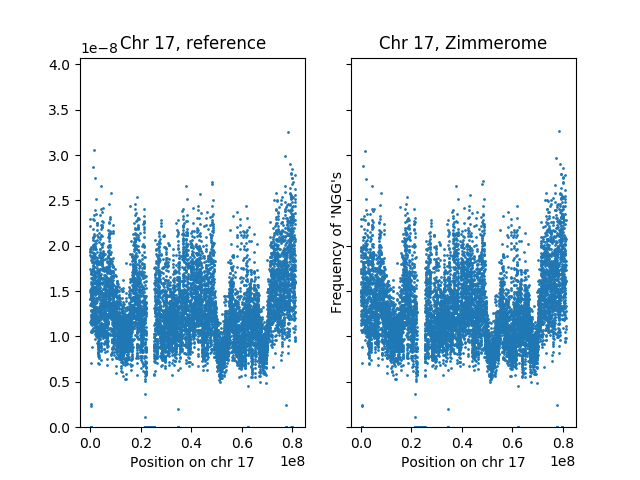 Chr 17, reference
Chr 17, Zimmerome
1e−8
4.0
3.5
3.0
2.5
2.0
1.5
1.0
0.5
0.0
Frequency of 'NGG's
0.0 0.2 0.4 0.6 0.8
0.0 0.2 0.4 0.6 0.8
1e8
1e8
Position on chr 17
Position on chr 17